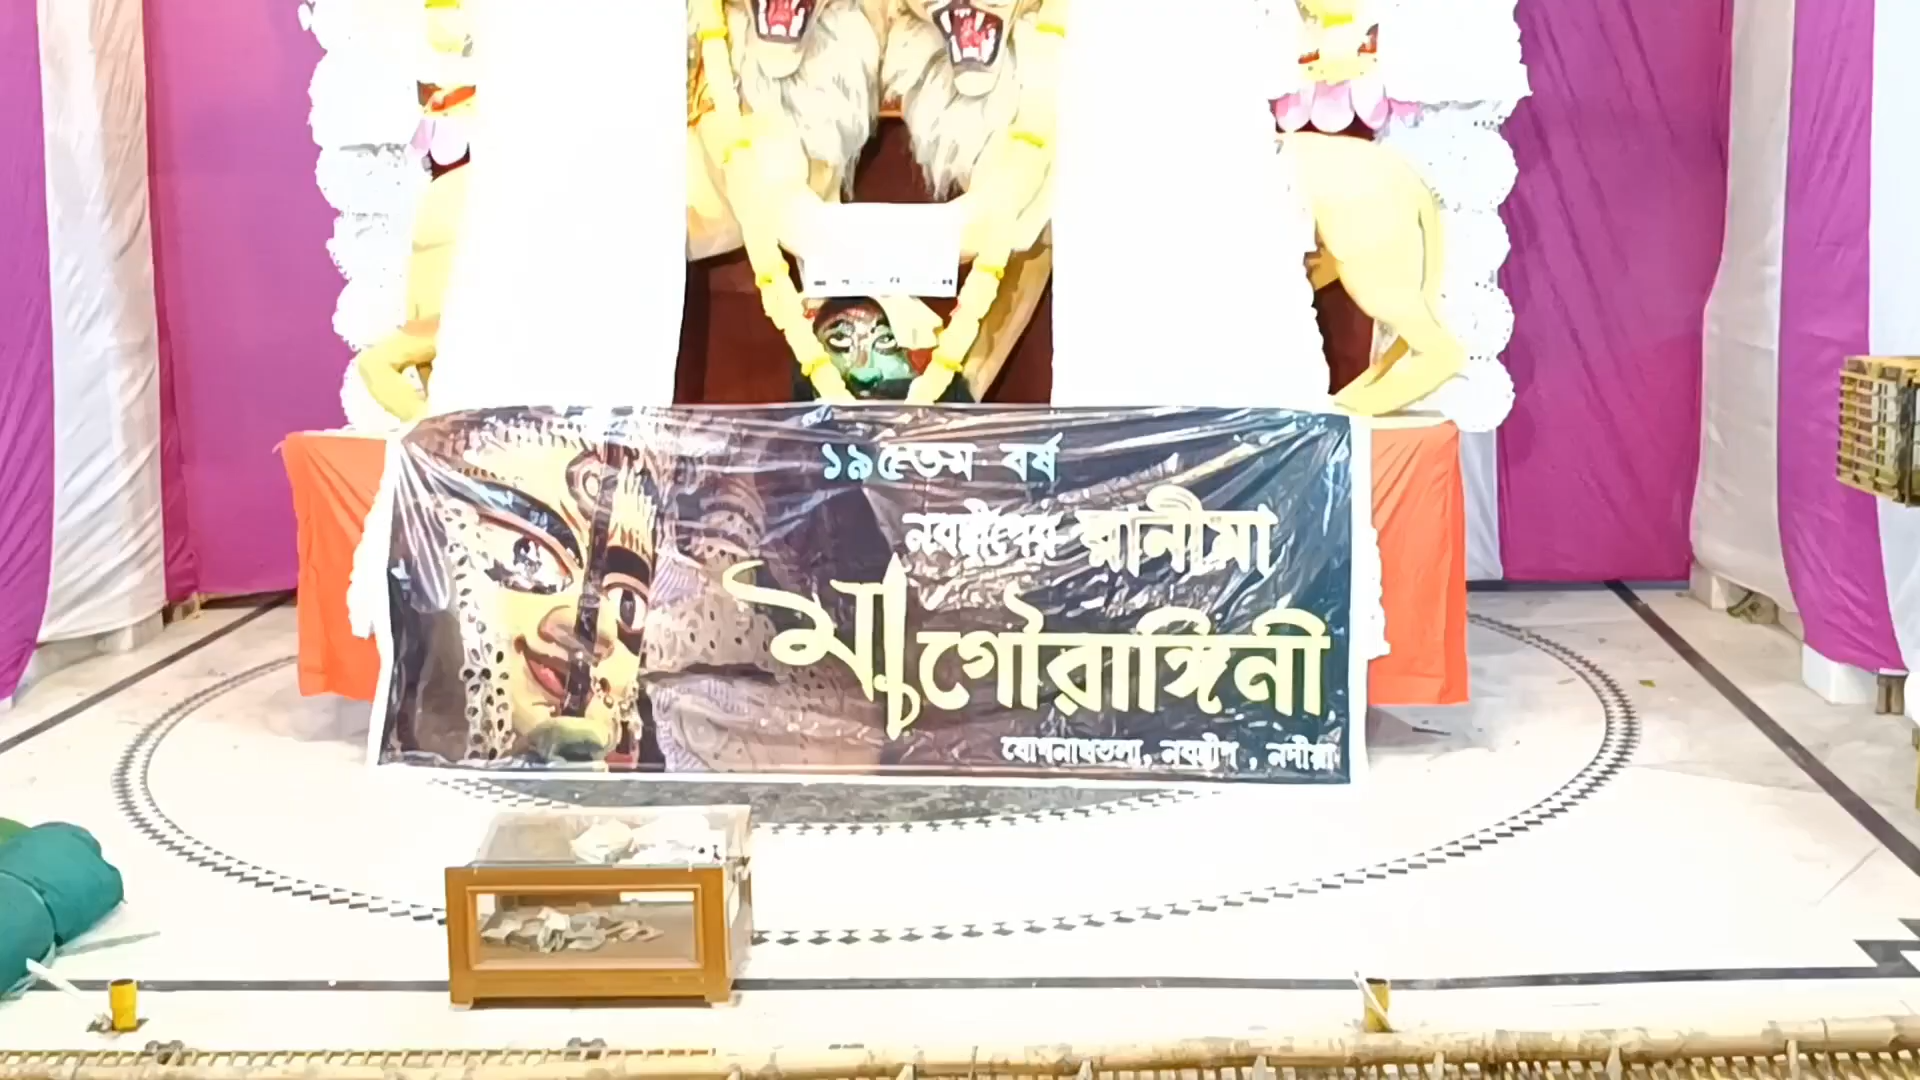 ১৯৫তম বর্ষ
নবদ্বীপের রানীমা
মা গৌরাঙ্গিনী
যোগনাথতলা, নবদ্বীপ , নদীয়া